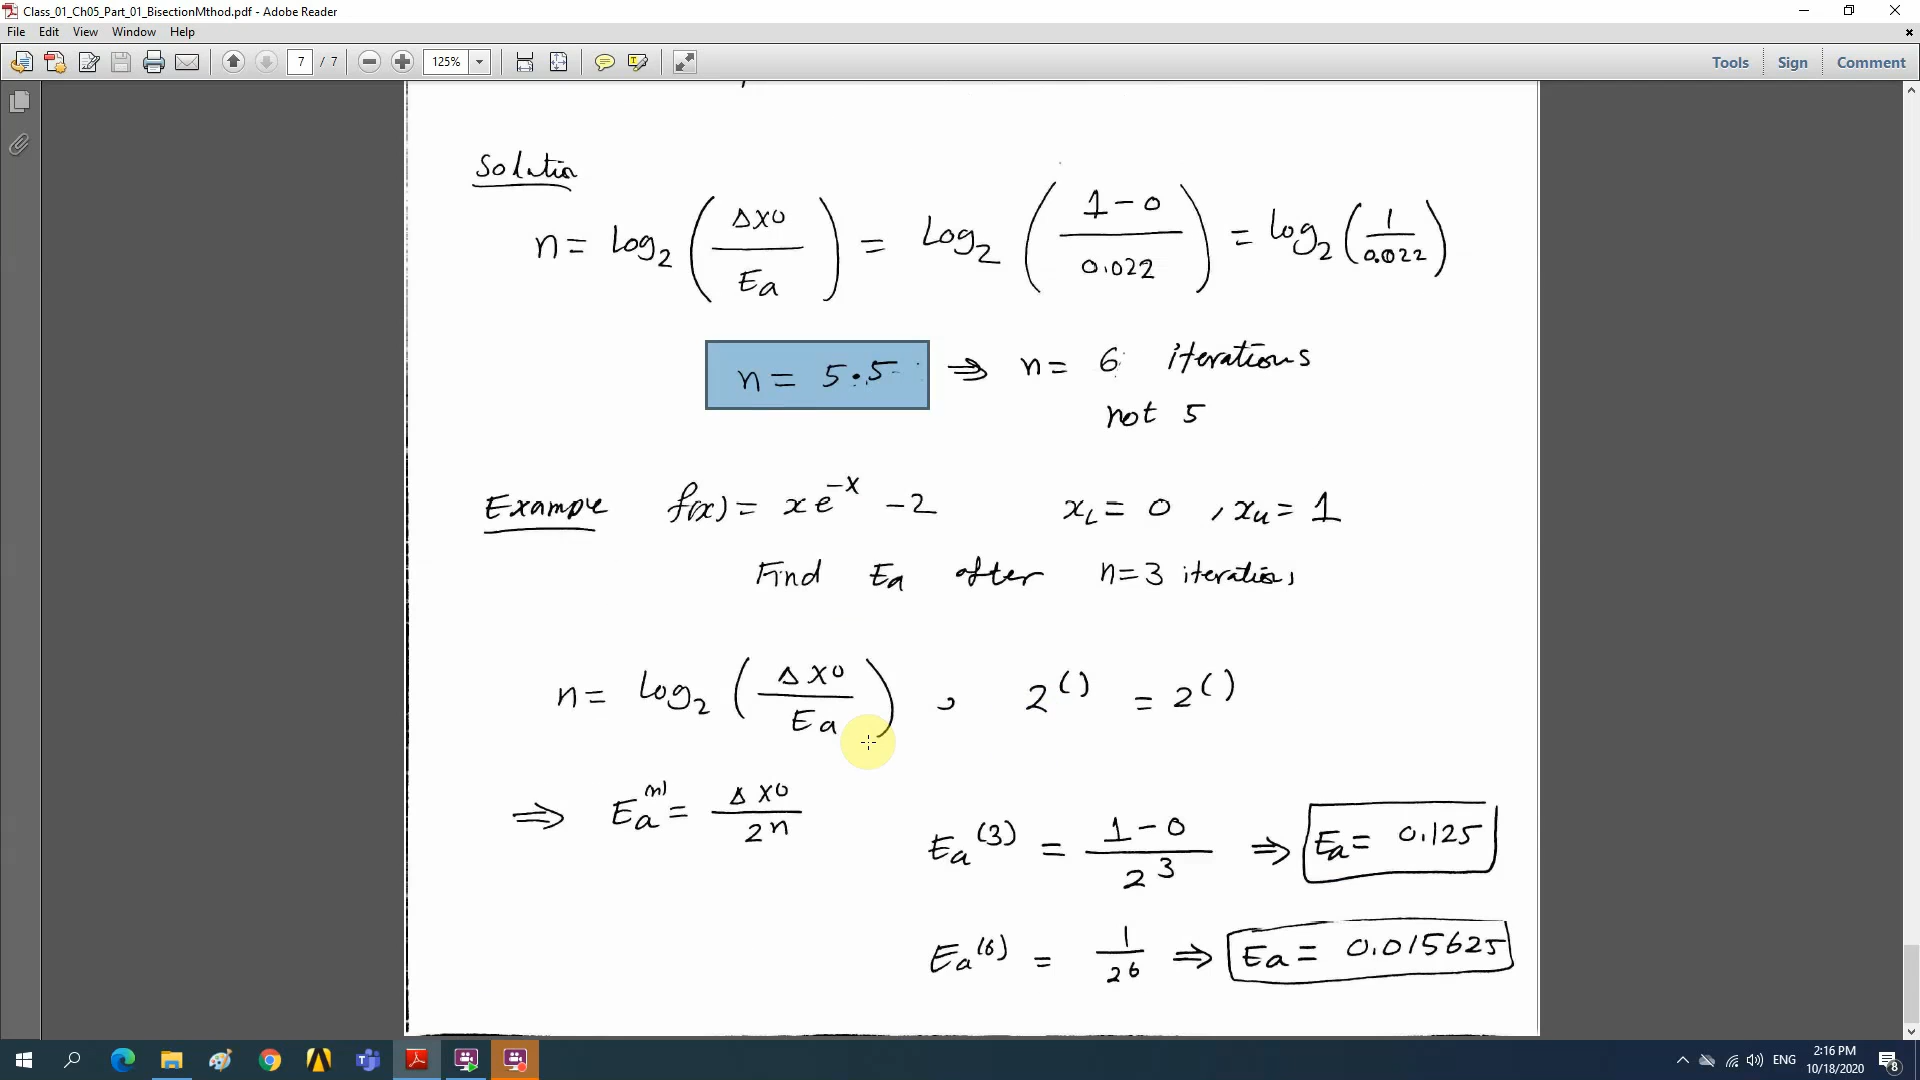 Class_01_Ch05_Part_01_BisectionMthod.pdf - Adobe Reader
File Edit View Window Help
7 / 7 125% Tools Sign Comment
Solution
n = log₂ (Δx0 / Ea) = Log₂ (1-0 / 0.022) = log₂ (1 / 0.022)
n = 5.5 ⇒ n = 6 iterations
not 5
Example f(x) = x e^-x - 2 xL = 0 , xu = 1
Find Ea after n=3 iterations
n = log₂ (Δx0 / Ea) , 2^( ) = 2^( )
⇒ Ea^(n) = Δx0 / 2^n
Ea^(3) = 1-0 / 2^3 ⇒ Ea = 0.125
Ea^(6) = 1 / 2^6 ⇒ Ea = 0.015625
ENG 2:16 PM
10/18/2020 8